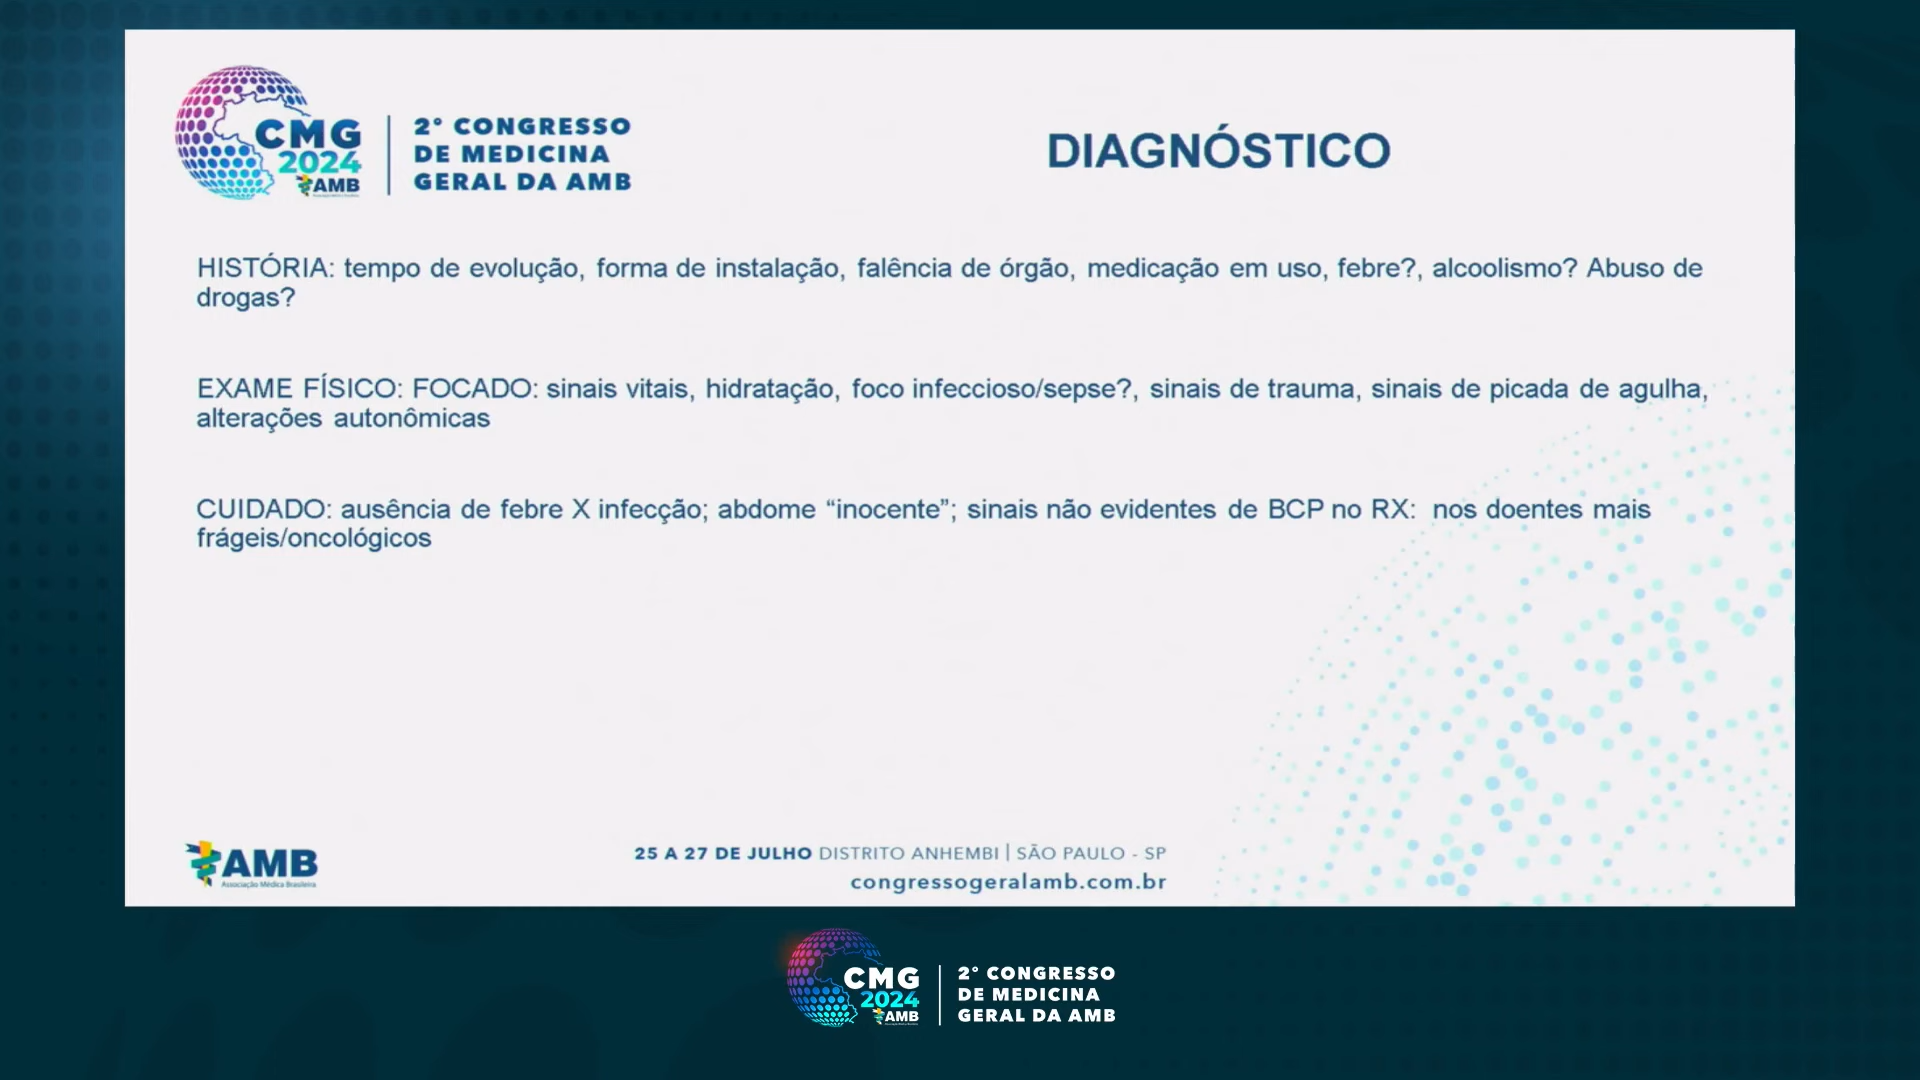 CMG
2024
AMB
2° CONGRESSO
DE MEDICINA
GERAL DA AMB
DIAGNÓSTICO
HISTÓRIA: tempo de evolução, forma de instalação, falência de órgão, medicação em uso, febre?, alcoolismo? Abuso de
drogas?
EXAME FÍSICO: FOCADO: sinais vitais, hidratação, foco infeccioso/sepse?, sinais de trauma, sinais de picada de agulha,
alterações autonômicas
CUIDADO: ausência de febre X infecção; abdome “inocente”; sinais não evidentes de BCP no RX: nos doentes mais
frágeis/oncológicos
AMB
Associação Médica Brasileira
25 A 27 DE JULHO DISTRITO ANHEMBI | SÃO PAULO - SP
congressogeralamb.com.br
CMG
2024
AMB
2° CONGRESSO
DE MEDICINA
GERAL DA AMB